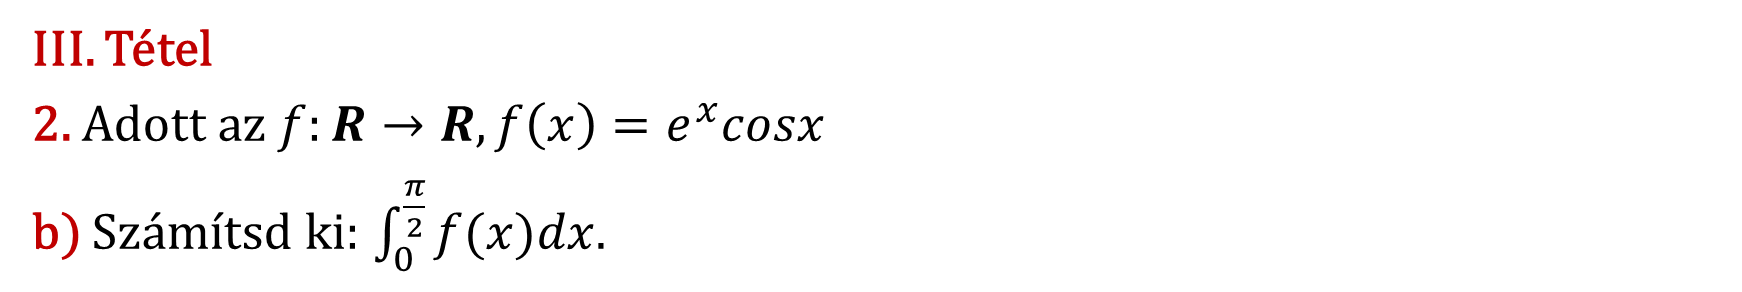 III. Tétel
2. Adott az f: R → R, f(x) = e^x cosx
b) Számítsd ki: ∫_0^{π/2} f(x)dx.